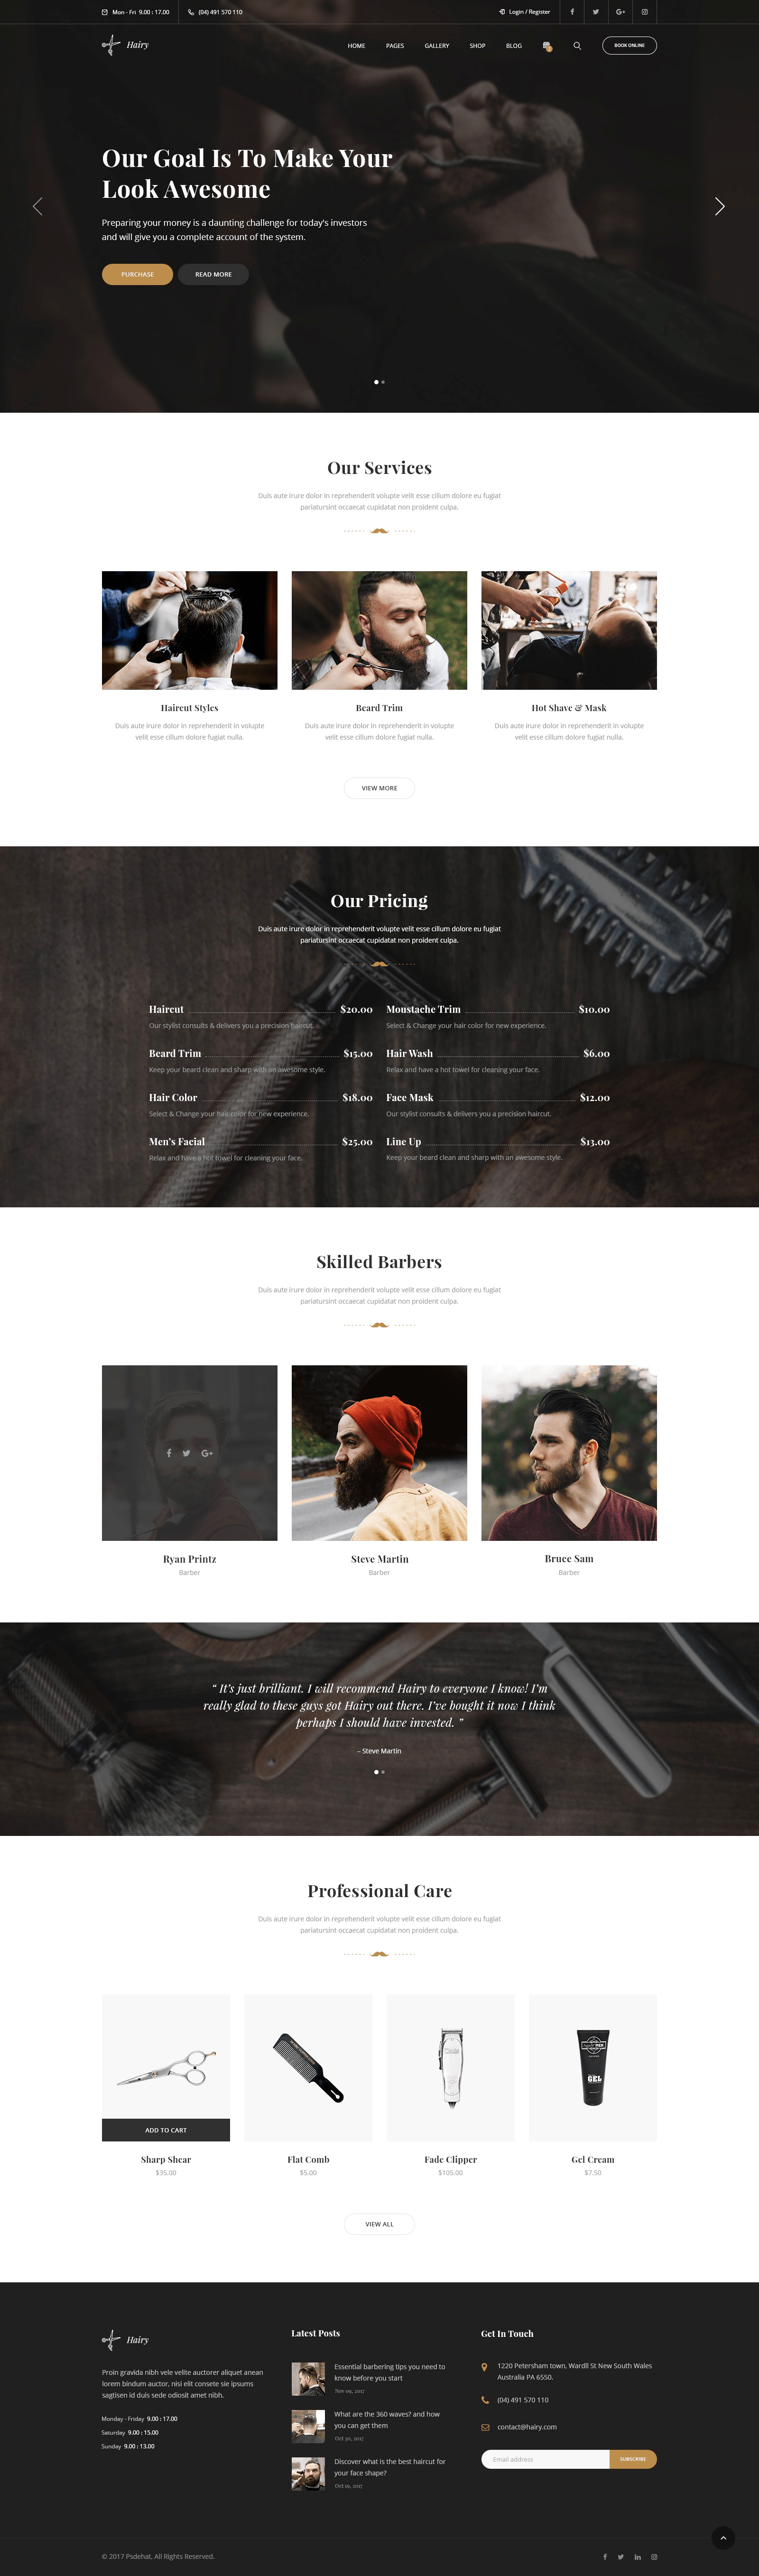 Mon - Fri 9.00 : 17.00
(04) 491 570 110
Login / Register
Hairy
HOME
PAGES
GALLERY
SHOP
BLOG
BOOK ONLINE
Our Goal Is To Make Your
Look Awesome
Preparing your money is a daunting challenge for today's investors
and will give you a complete account of the system.
PURCHASE
READ MORE
Our Services
Duis aute irure dolor in reprehenderit volupte velit esse cillum dolore eu fugiat
pariatursint occaecat cupidatat non proident culpa.
Haircut Styles
Duis aute irure dolor in reprehenderit in volupte
velit esse cillum dolore fugiat nulla.
Beard Trim
Duis aute irure dolor in reprehenderit in volupte
velit esse cillum dolore fugiat nulla.
Hot Shave & Mask
Duis aute irure dolor in reprehenderit in volupte
velit esse cillum dolore fugiat nulla.
VIEW MORE
Our Pricing
Duis aute irure dolor in reprehenderit volupte velit esse cillum dolore eu fugiat
pariatursint occaecat cupidatat non proident culpa.
Haircut $20.00
Our stylist consults & delivers you a precision haircut.
Beard Trim $15.00
Keep your beard clean and sharp with an awesome style.
Hair Color $18.00
Select & Change your hair color for new experience.
Men's Facial $25.00
Relax and have a hot towel for cleaning your face.
Moustache Trim $10.00
Select & Change your hair color for new experience.
Hair Wash $6.00
Relax and have a hot towel for cleaning your face.
Face Mask $12.00
Our stylist consults & delivers you a precision haircut.
Line Up $13.00
Keep your beard clean and sharp with an awesome style.
Skilled Barbers
Duis aute irure dolor in reprehenderit volupte velit esse cillum dolore eu fugiat
pariatursint occaecat cupidatat non proident culpa.
Ryan Printz
Barber
Steve Martin
Barber
Bruce Sam
Barber
“ It's just brilliant. I will recommend Hairy to everyone I know! I'm
really glad to these guys got Hairy out there. I've bought it now I think
perhaps I should have invested. ”
– Steve Martin
Professional Care
Duis aute irure dolor in reprehenderit volupte velit esse cillum dolore eu fugiat
pariatursint occaecat cupidatat non proident culpa.
GEL
ADD TO CART
Sharp Shear
$35.00
Flat Comb
$5.00
Fade Clipper
$105.00
Gel Cream
$7.50
VIEW ALL
Hairy
Proin gravida nibh vele velite auctorer aliquet anean
lorem bindum auctor, nisi elit consete sie ipsums
sagtisen id duis sede odiosit amet nibh.
Monday - Friday 9.00 : 17.00
Saturday 9.00 : 15.00
Sunday 9.00 : 13.00
Latest Posts
Essential barbering tips you need to
know before you start
Nov 09, 2017
What are the 360 waves? and how
you can get them
Oct 30, 2017
Discover what is the best haircut for
your face shape?
Oct 19, 2017
Get In Touch
1220 Petersham town, Wardll St New South Wales
Australia PA 6550.
(04) 491 570 110
contact@hairy.com
Email address
SUBSCRIBE
© 2017 Psdehat, All Rights Reserved.